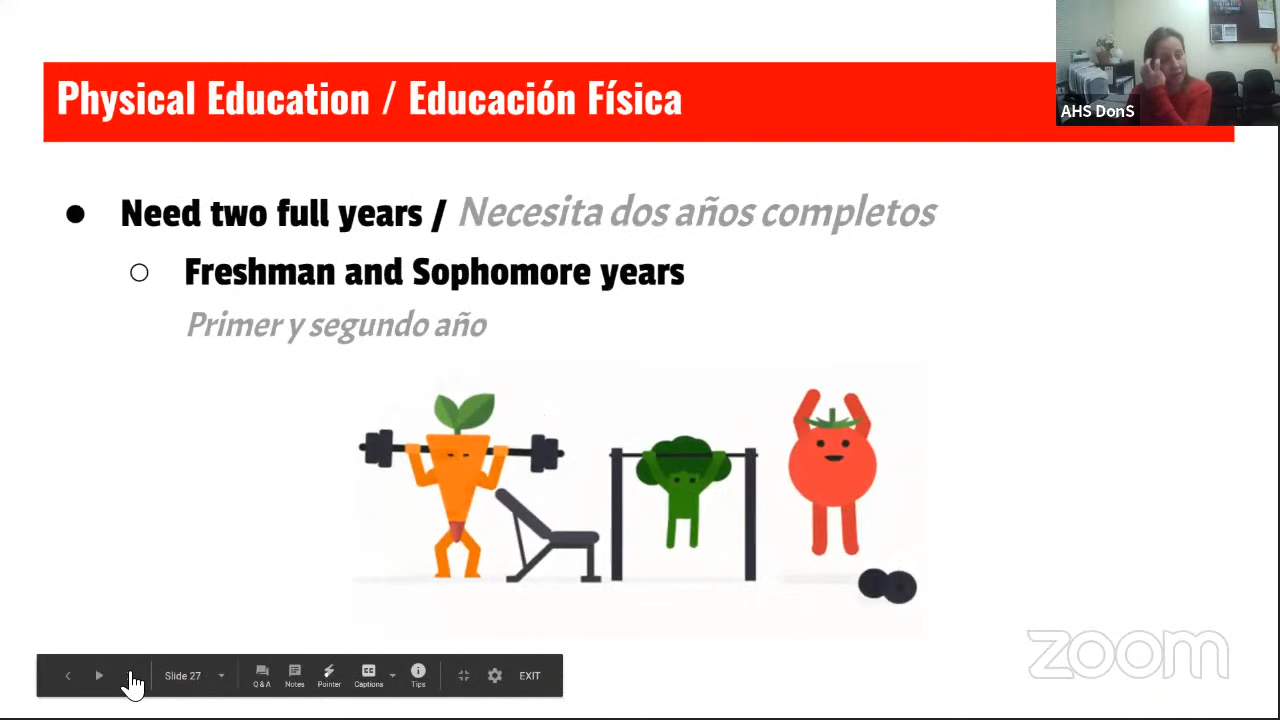 Physical Education / Educación Física
AHS DonS
Need two full years / Necesita dos años completos
Freshman and Sophomore years
Primer y segundo año
zoom
Slide 27
Q & A
Notes
Pointer
Captions
Tips
EXIT